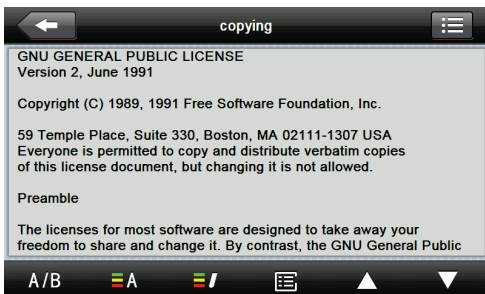 copying
GNU GENERAL PUBLIC LICENSE
Version 2, June 1991
Copyright (C) 1989, 1991 Free Software Foundation, Inc.
59 Temple Place, Suite 330, Boston, MA 02111-1307 USA
Everyone is permitted to copy and distribute verbatim copies
of this license document, but changing it is not allowed.
Preamble
The licenses for most software are designed to take away your
freedom to share and change it. By contrast, the GNU General Public
A/B
A
I